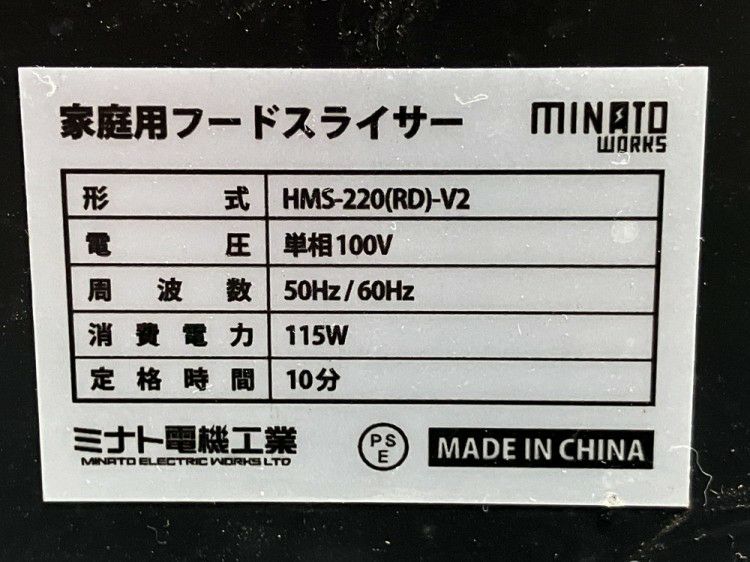 家庭用フードスライサー MINATO WORKS
形式 HMS-220(RD)-V2
電圧 単相100V
周波数 50Hz/60Hz
消費電力 115W
定格時間 10分
ミナト電機工業
MINATO ELECTRIC WORKS LTD
PS
E
MADE IN CHINA